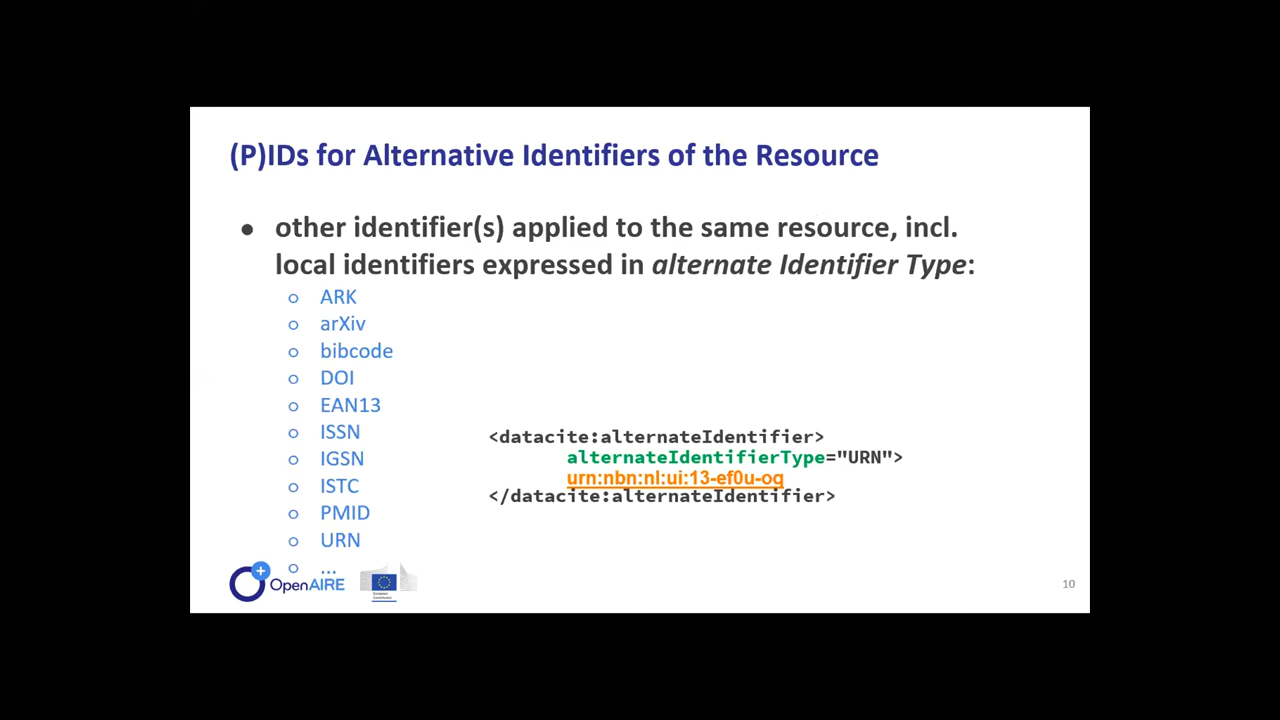 (P)IDs for Alternative Identifiers of the Resource
● other identifier(s) applied to the same resource, incl.
local identifiers expressed in alternate Identifier Type:
○ ARK
○ arXiv
○ bibcode
○ DOI
○ EAN13
○ ISSN
○ IGSN
○ ISTC
○ PMID
○ URN
○ ...
<datacite:alternateIdentifier>
alternateIdentifierType="URN">
urn:nbn:nl:ui:13-ef0u-oq
</datacite:alternateIdentifier>
OpenAIRE
10